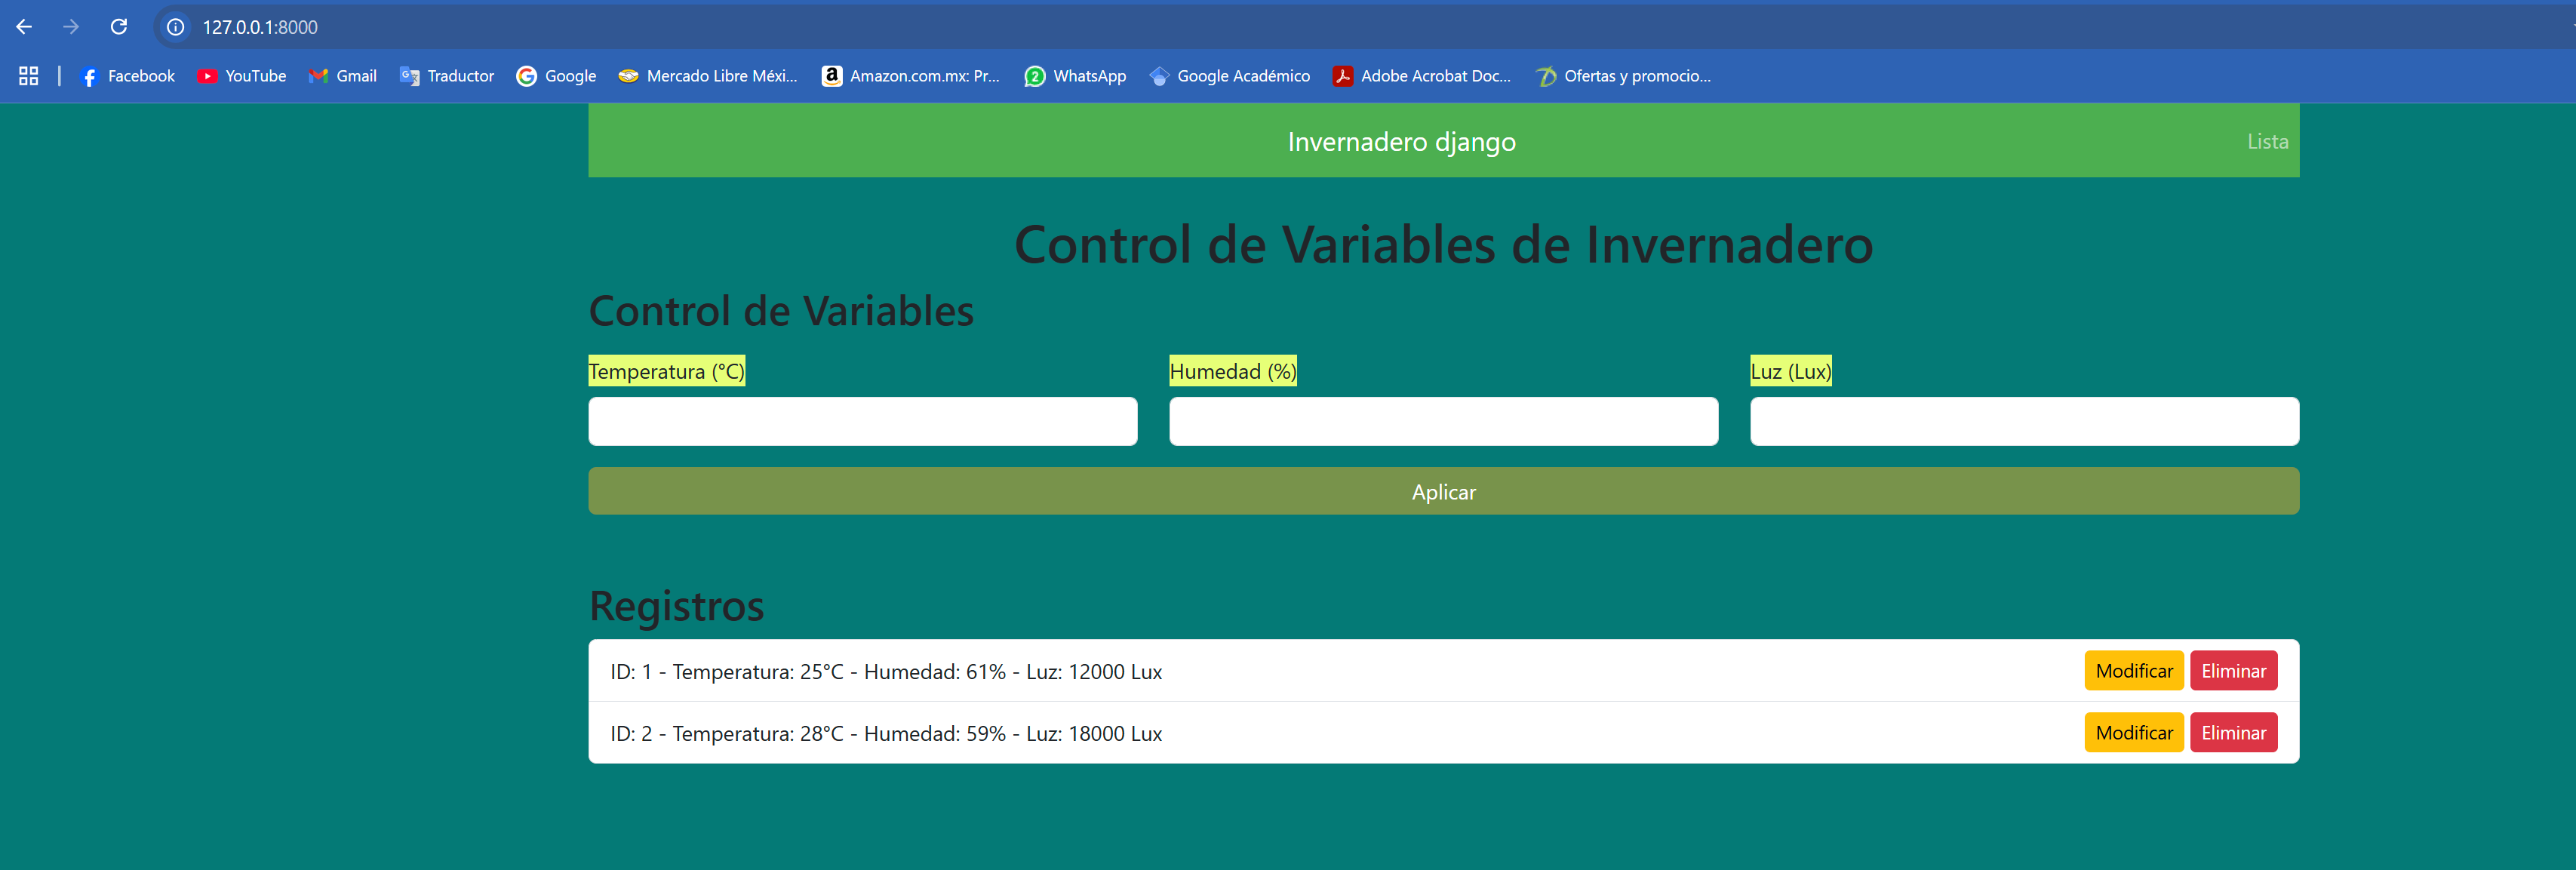 127.0.0.1:8000
Facebook YouTube Gmail Traductor Google Mercado Libre Méxi... Amazon.com.mx: Pr... WhatsApp Google Académico Adobe Acrobat Doc... Ofertas y promocio...
Invernadero django Lista
Control de Variables de Invernadero
Control de Variables
Temperatura (°C) Humedad (%) Luz (Lux)
Aplicar
Registros
ID: 1 - Temperatura: 25°C - Humedad: 61% - Luz: 12000 Lux Modificar Eliminar
ID: 2 - Temperatura: 28°C - Humedad: 59% - Luz: 18000 Lux Modificar Eliminar